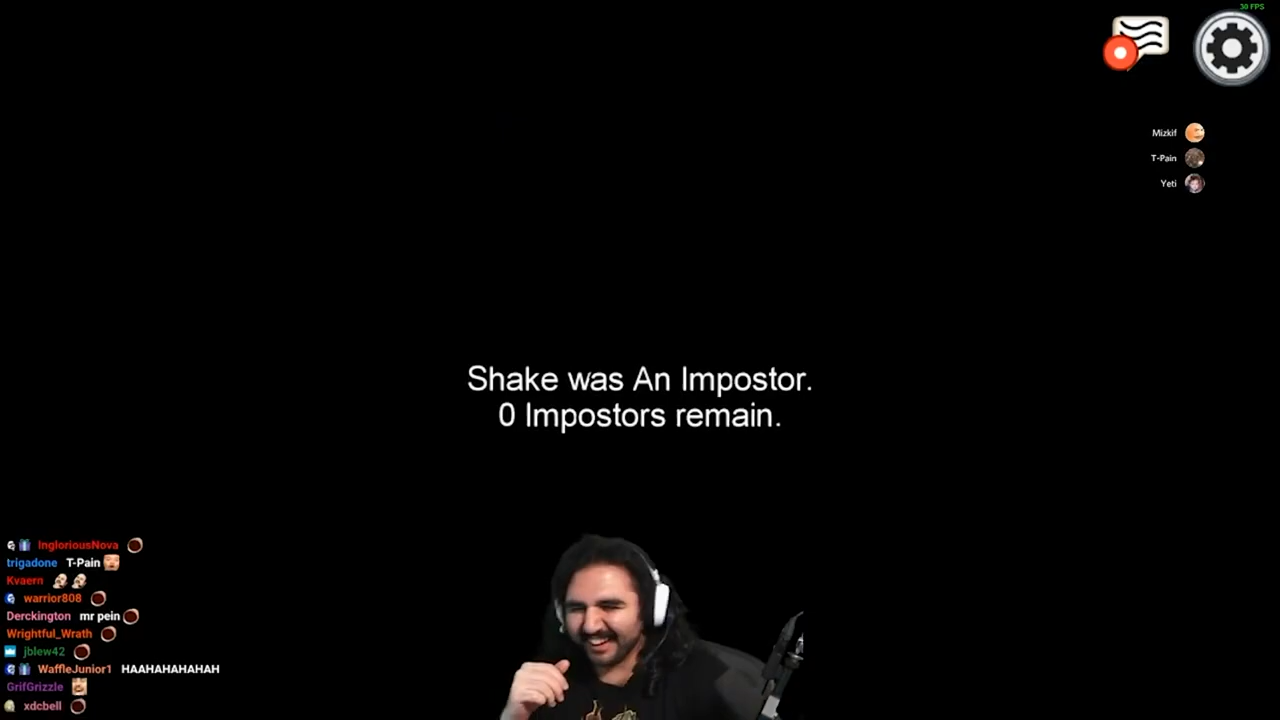 30 FPS
Mizkif
T-Pain
Yeti
Shake was An Impostor.
0 Impostors remain.
IngloriousNova
trigadone T-Pain
Kvaern
warrior808
Derckington mr pein
Wrightful_Wrath
jblew42
WaffleJunior1 HAAHAHAHAHAH
GrifGrizzle
xdcbell